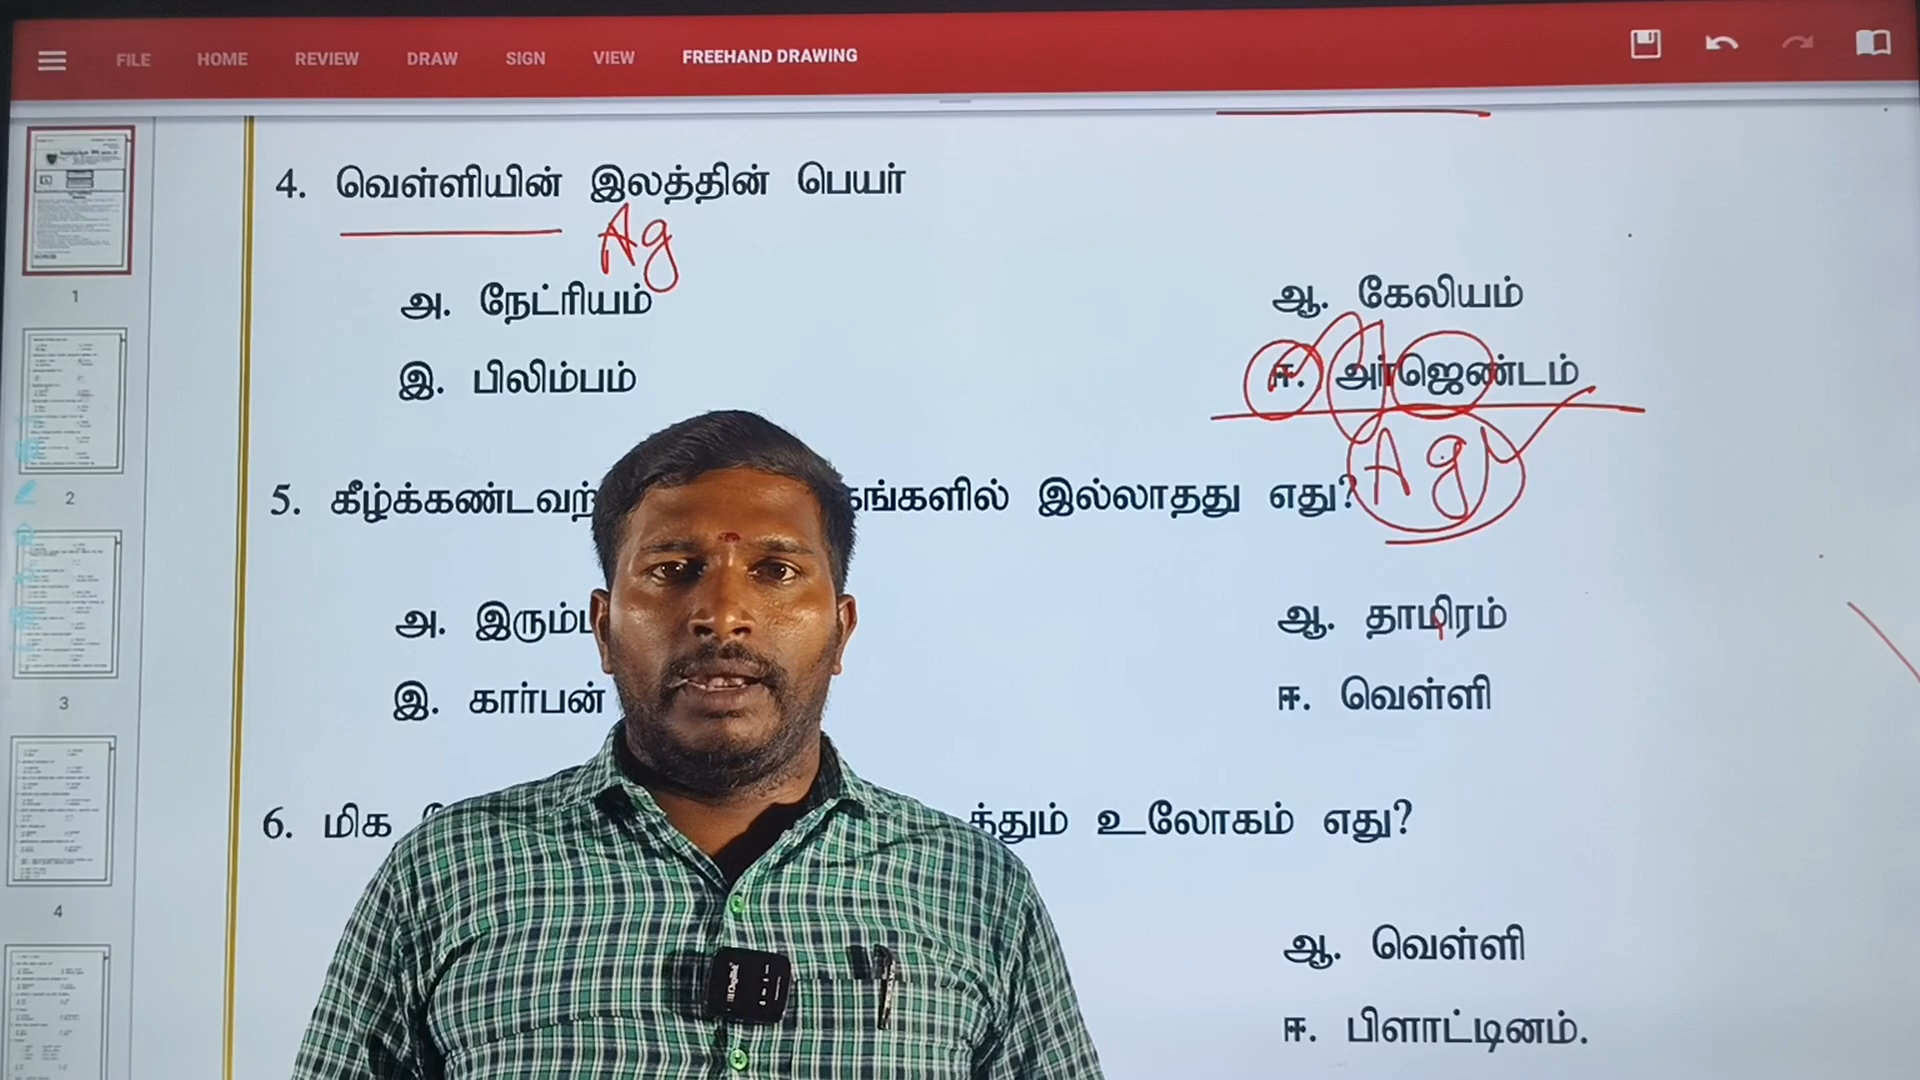 FILE HOME REVIEW DRAW SIGN VIEW FREEHAND DRAWING
4. வெள்ளியின் இலத்தின் பெயர்
Ag
அ. நேட்ரியம்
ஆ. கேலியம்
இ. பிலிம்பம்
ஈ. அர்ஜெண்டம்
Ag
5. கீழ்க்கண்டவற் கங்களில் இல்லாதது எது?
அ. இரும்
ஆ. தாமிரம்
இ. கார்பன்
ஈ. வெள்ளி
6. மிக த்தும் உலோகம் எது?
ஆ. வெள்ளி
ஈ. பிளாட்டினம்.
1
2
3
4